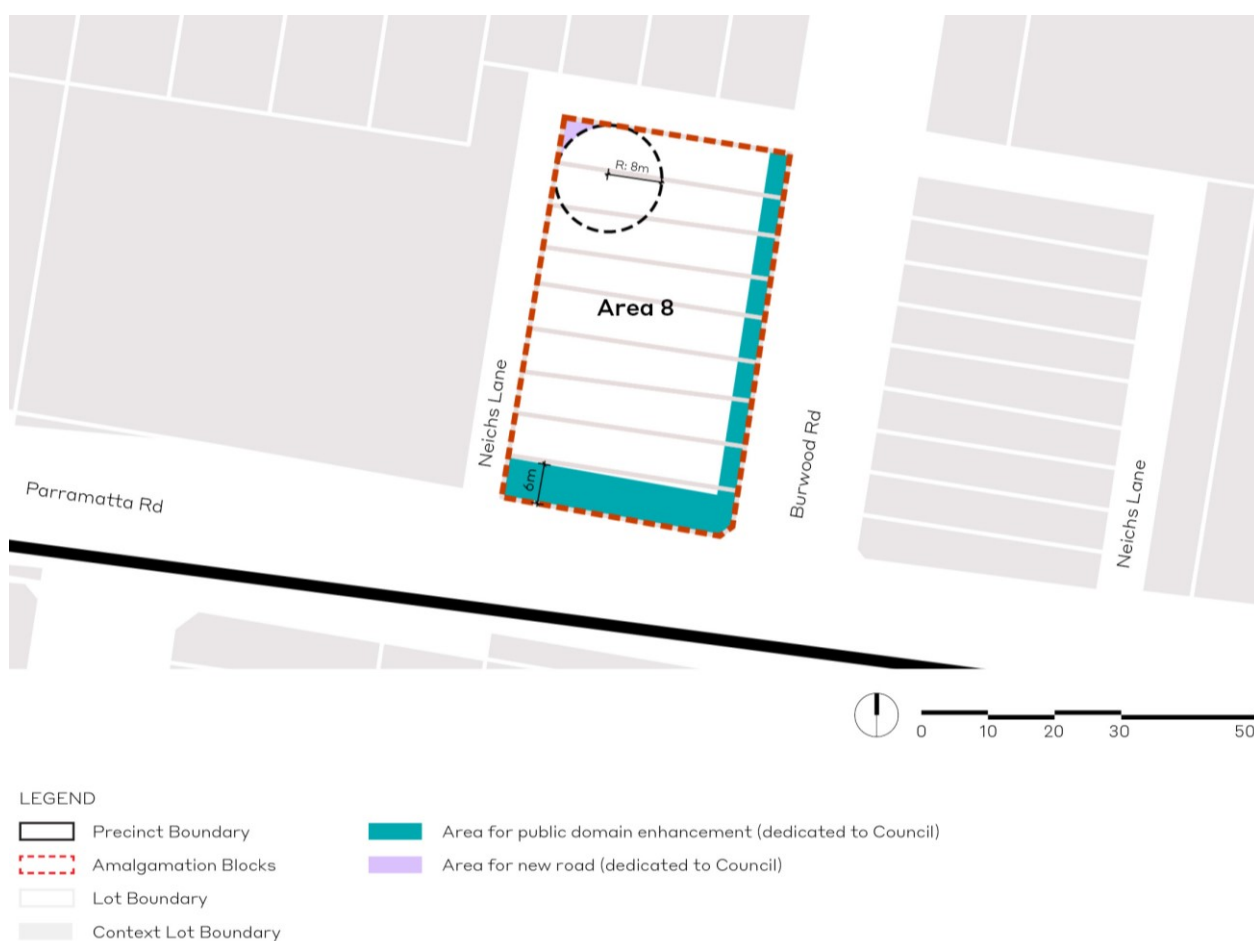 R: 8m
Area 8
Neichs Lane
6m
Burwood Rd
Neichs Lane
Parramatta Rd
0 10 20 30 50
LEGEND
Precinct Boundary
Amalgamation Blocks
Lot Boundary
Context Lot Boundary
Area for public domain enhancement (dedicated to Council)
Area for new road (dedicated to Council)